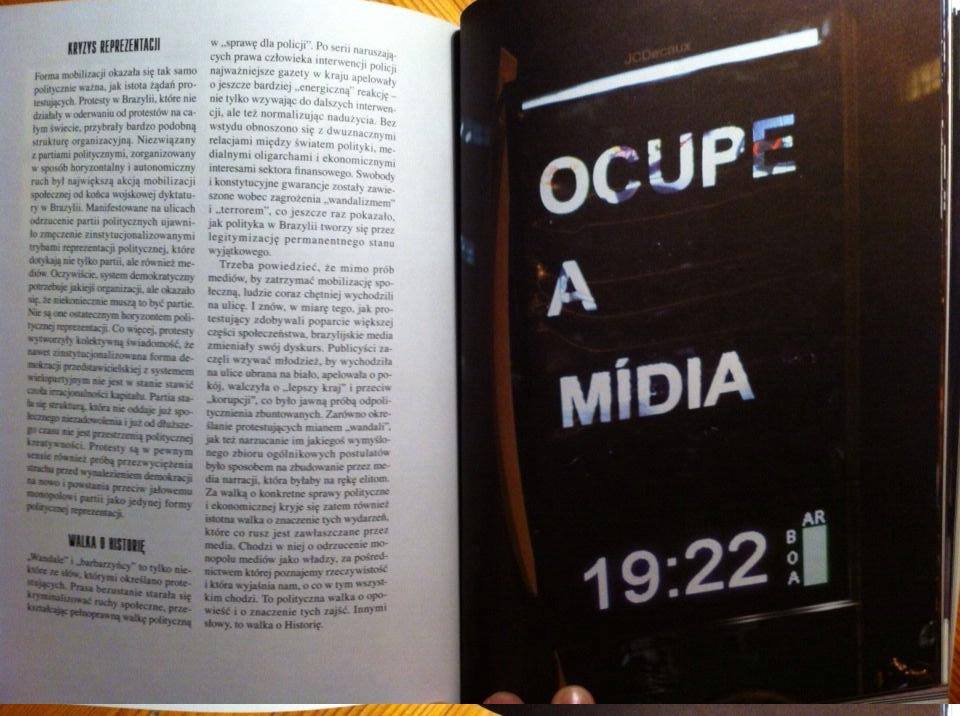 KRYZYS REPREZENTACJI
Forma mobilizacji okazała się tak samo
politycznie ważna, jak istota żądań pro-
testujących. Protesty w Brazylii, które nie
działały w oderwaniu od protestów na ca-
łym świecie, przybrały bardzo podobną
strukturę organizacyjną. Niezwiązany
z partiami politycznymi, zorganizowany
w sposób horyzontalny i autonomiczny
ruch był największą akcją mobilizacji
społecznej od końca wojskowej dyktatu-
ry w Brazylii. Manifestowane na ulicach
odrzucenie partii politycznych ujawni-
ło zmęczenie zinstytucjonalizowanymi
trybami reprezentacji politycznej, które
dotykają nie tylko partii, ale również me-
diów. Oczywiście, system demokratyczny
potrzebuje jakiejś organizacji, ale okazało
się, że niekoniecznie muszą to być partie.
Nie są one ostatecznym horyzontem poli-
tycznej reprezentacji. Co więcej, protesty
wytworzyły kolektywną świadomość, że
nawet zinstytucjonalizowana forma de-
mokracji przedstawicielskiej z systemem
wielopartyjnym nie jest w stanie stawić
czoła irracjonalności kapitału. Partia sta-
ła się strukturą, która nie oddaje już spo-
łecznego niezadowolenia i już od dłuższe-
go czasu nie jest przestrzenią politycznej
kreatywności. Protesty są w pewnym
sensie również próbą przezwyciężenia
strachu przed wynalezieniem demokracji
na nowo i powstania przeciw jałowemu
monopolowi partii jako jedynej formy
politycznej reprezentacji.
WALKA O HISTORIĘ
„Wandale” i „barbarzyńcy” to tylko nie-
które ze słów, którymi określano prote-
stujących. Prasa bezustanie starała się
kryminalizować ruchy społeczne, prze-
kształcając pełnoprawną walkę polityczną
w „sprawę dla policji”. Po serii naruszają-
cych prawa człowieka interwencji policji
najważniejsze gazety w kraju apelowały
o jeszcze bardziej „energiczną” reakcję –
nie tylko wzywając do dalszych interwen-
cji, ale też normalizując nadużycia. Bez
wstydu obnoszono się z dwuznacznymi
relacjami między światem polityki, me-
dialnymi oligarchami i ekonomicznymi
interesami sektora finansowego. Swobody
i konstytucyjne gwarancje zostały zawie-
szone wobec zagrożenia „wandalizmem”
i „terrorem”, co jeszcze raz pokazało,
jak polityka w Brazylii tworzy się przez
legitymizację permanentnego stanu
wyjątkowego.
Trzeba powiedzieć, że mimo prób
mediów, by zatrzymać mobilizację spo-
łeczną, ludzie coraz chętniej wychodzili
na ulicę. I znów, w miarę tego, jak pro-
testujący zdobywali poparcie większej
części społeczeństwa, brazylijskie media
zmieniały swój dyskurs. Publicyści za-
częli wzywać młodzież, by wychodziła
na ulice ubrana na biało, apelowała o po-
kój, walczyła o „lepszy kraj” i przeciw
„korupcji”, co było jawną próbą odpoli-
tycznienia zbuntowanych. Zarówno okre-
ślanie protestujących mianem „wandali”,
jak też narzucanie im jakiegoś wymyślo-
nego zbioru ogólnikowych postulatów
było sposobem na zbudowanie przez me-
dia narracji, która byłaby na rękę elitom.
Za walką o konkretne sprawy polityczne
i ekonomicznej kryje się zatem również
istotna walka o znaczenie tych wydarzeń,
które co rusz jest zawłaszczane przez
media. Chodzi w niej o odrzucenie mo-
nopolu mediów jako władzy, za pośred-
nictwem której poznajemy rzeczywistość
i która wyjaśnia nam, o co w tym wszyst-
kim chodzi. To polityczna walka o opo-
wieść i o znaczenie tych zajść. Innymi
słowy, to walka o Historię.
JCDecaux
OCUPE
A
MÍDIA
19:22
AR
BOA